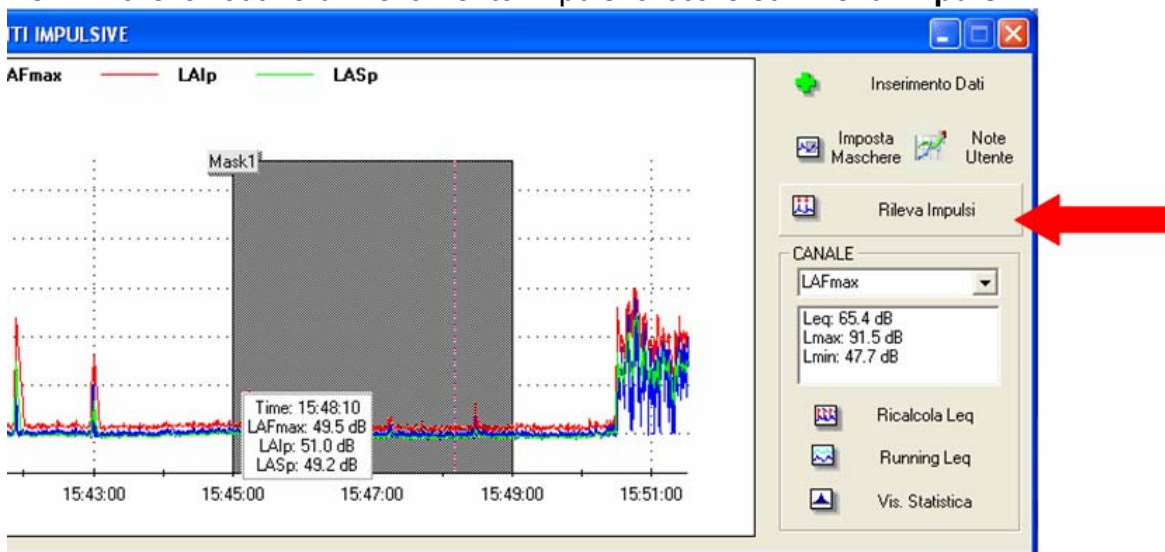 TI IMPULSIVE
AFmax LAIp LASp
Mask1
Time: 15:48:10
LAFmax: 49.5 dB
LAIp: 51.0 dB
LASp: 49.2 dB
15:43:00 15:45:00 15:47:00 15:49:00 15:51:00
Inserimento Dati
Imposta Maschere
Note Utente
Rileva Impulsi
CANALE
LAFmax
Leq: 65.4 dB
Lmax: 91.5 dB
Lmin: 47.7 dB
Ricalcola Leq
Running Leq
Vis. Statistica